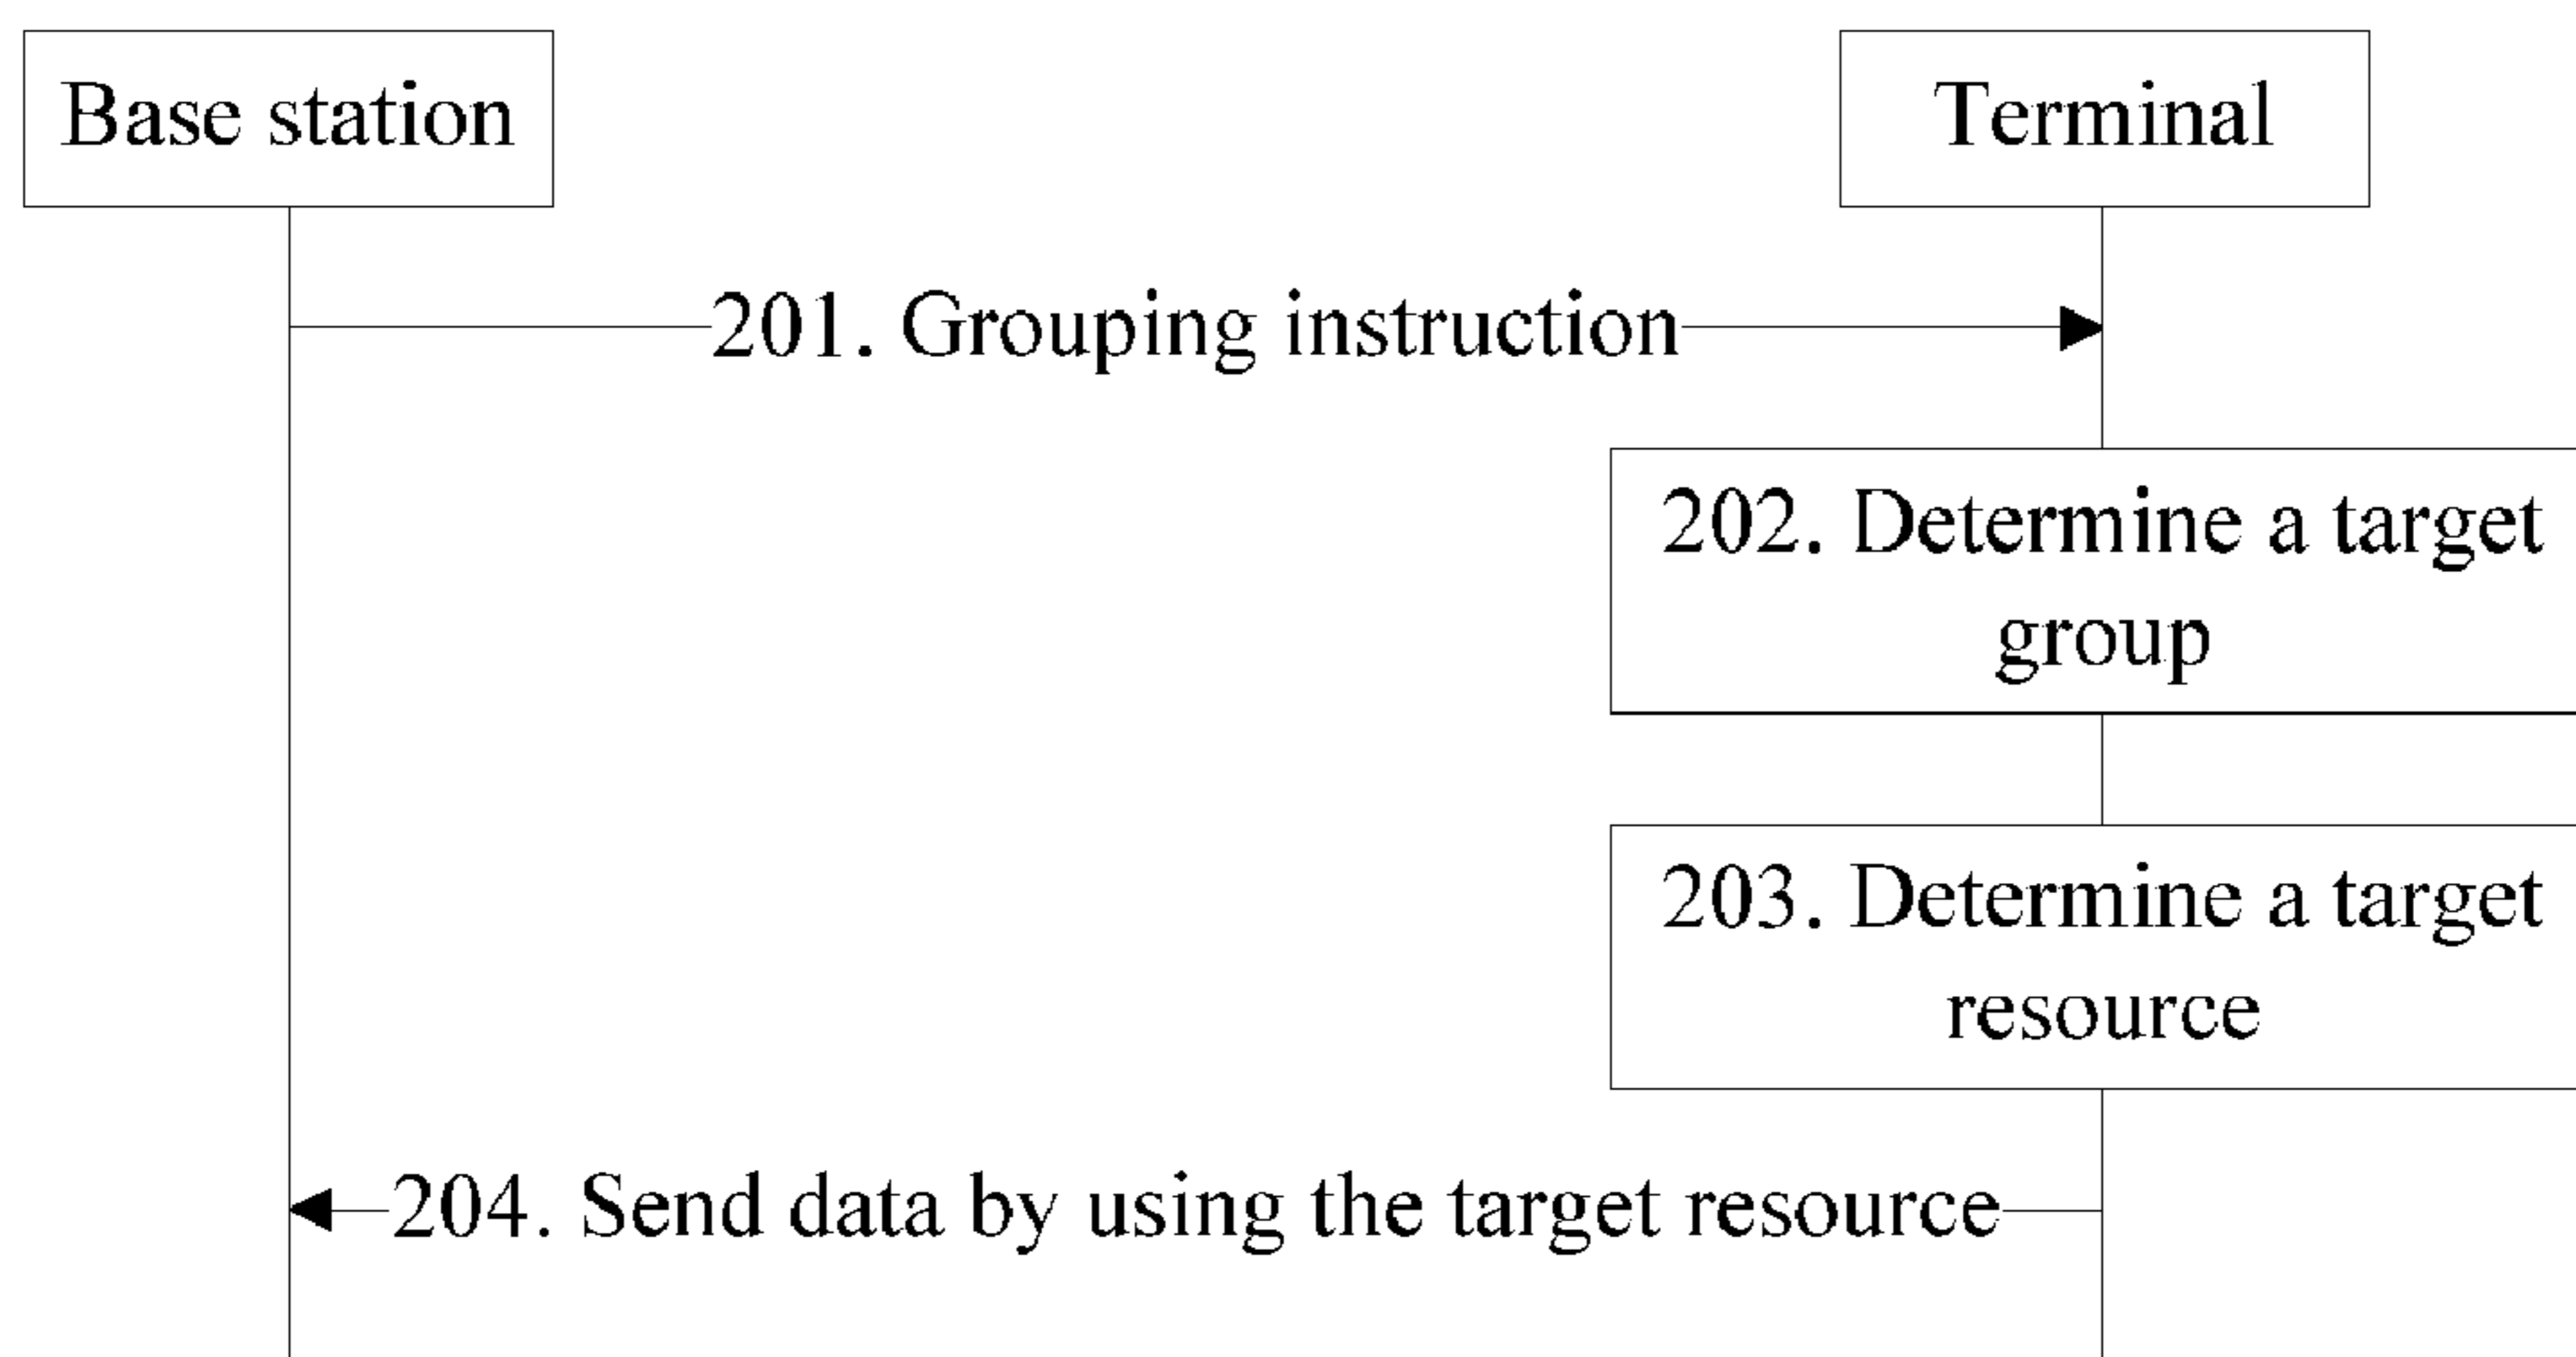 Base station
Terminal
201. Grouping instruction
202. Determine a target
group
203. Determine a target
resource
204. Send data by using the target resource